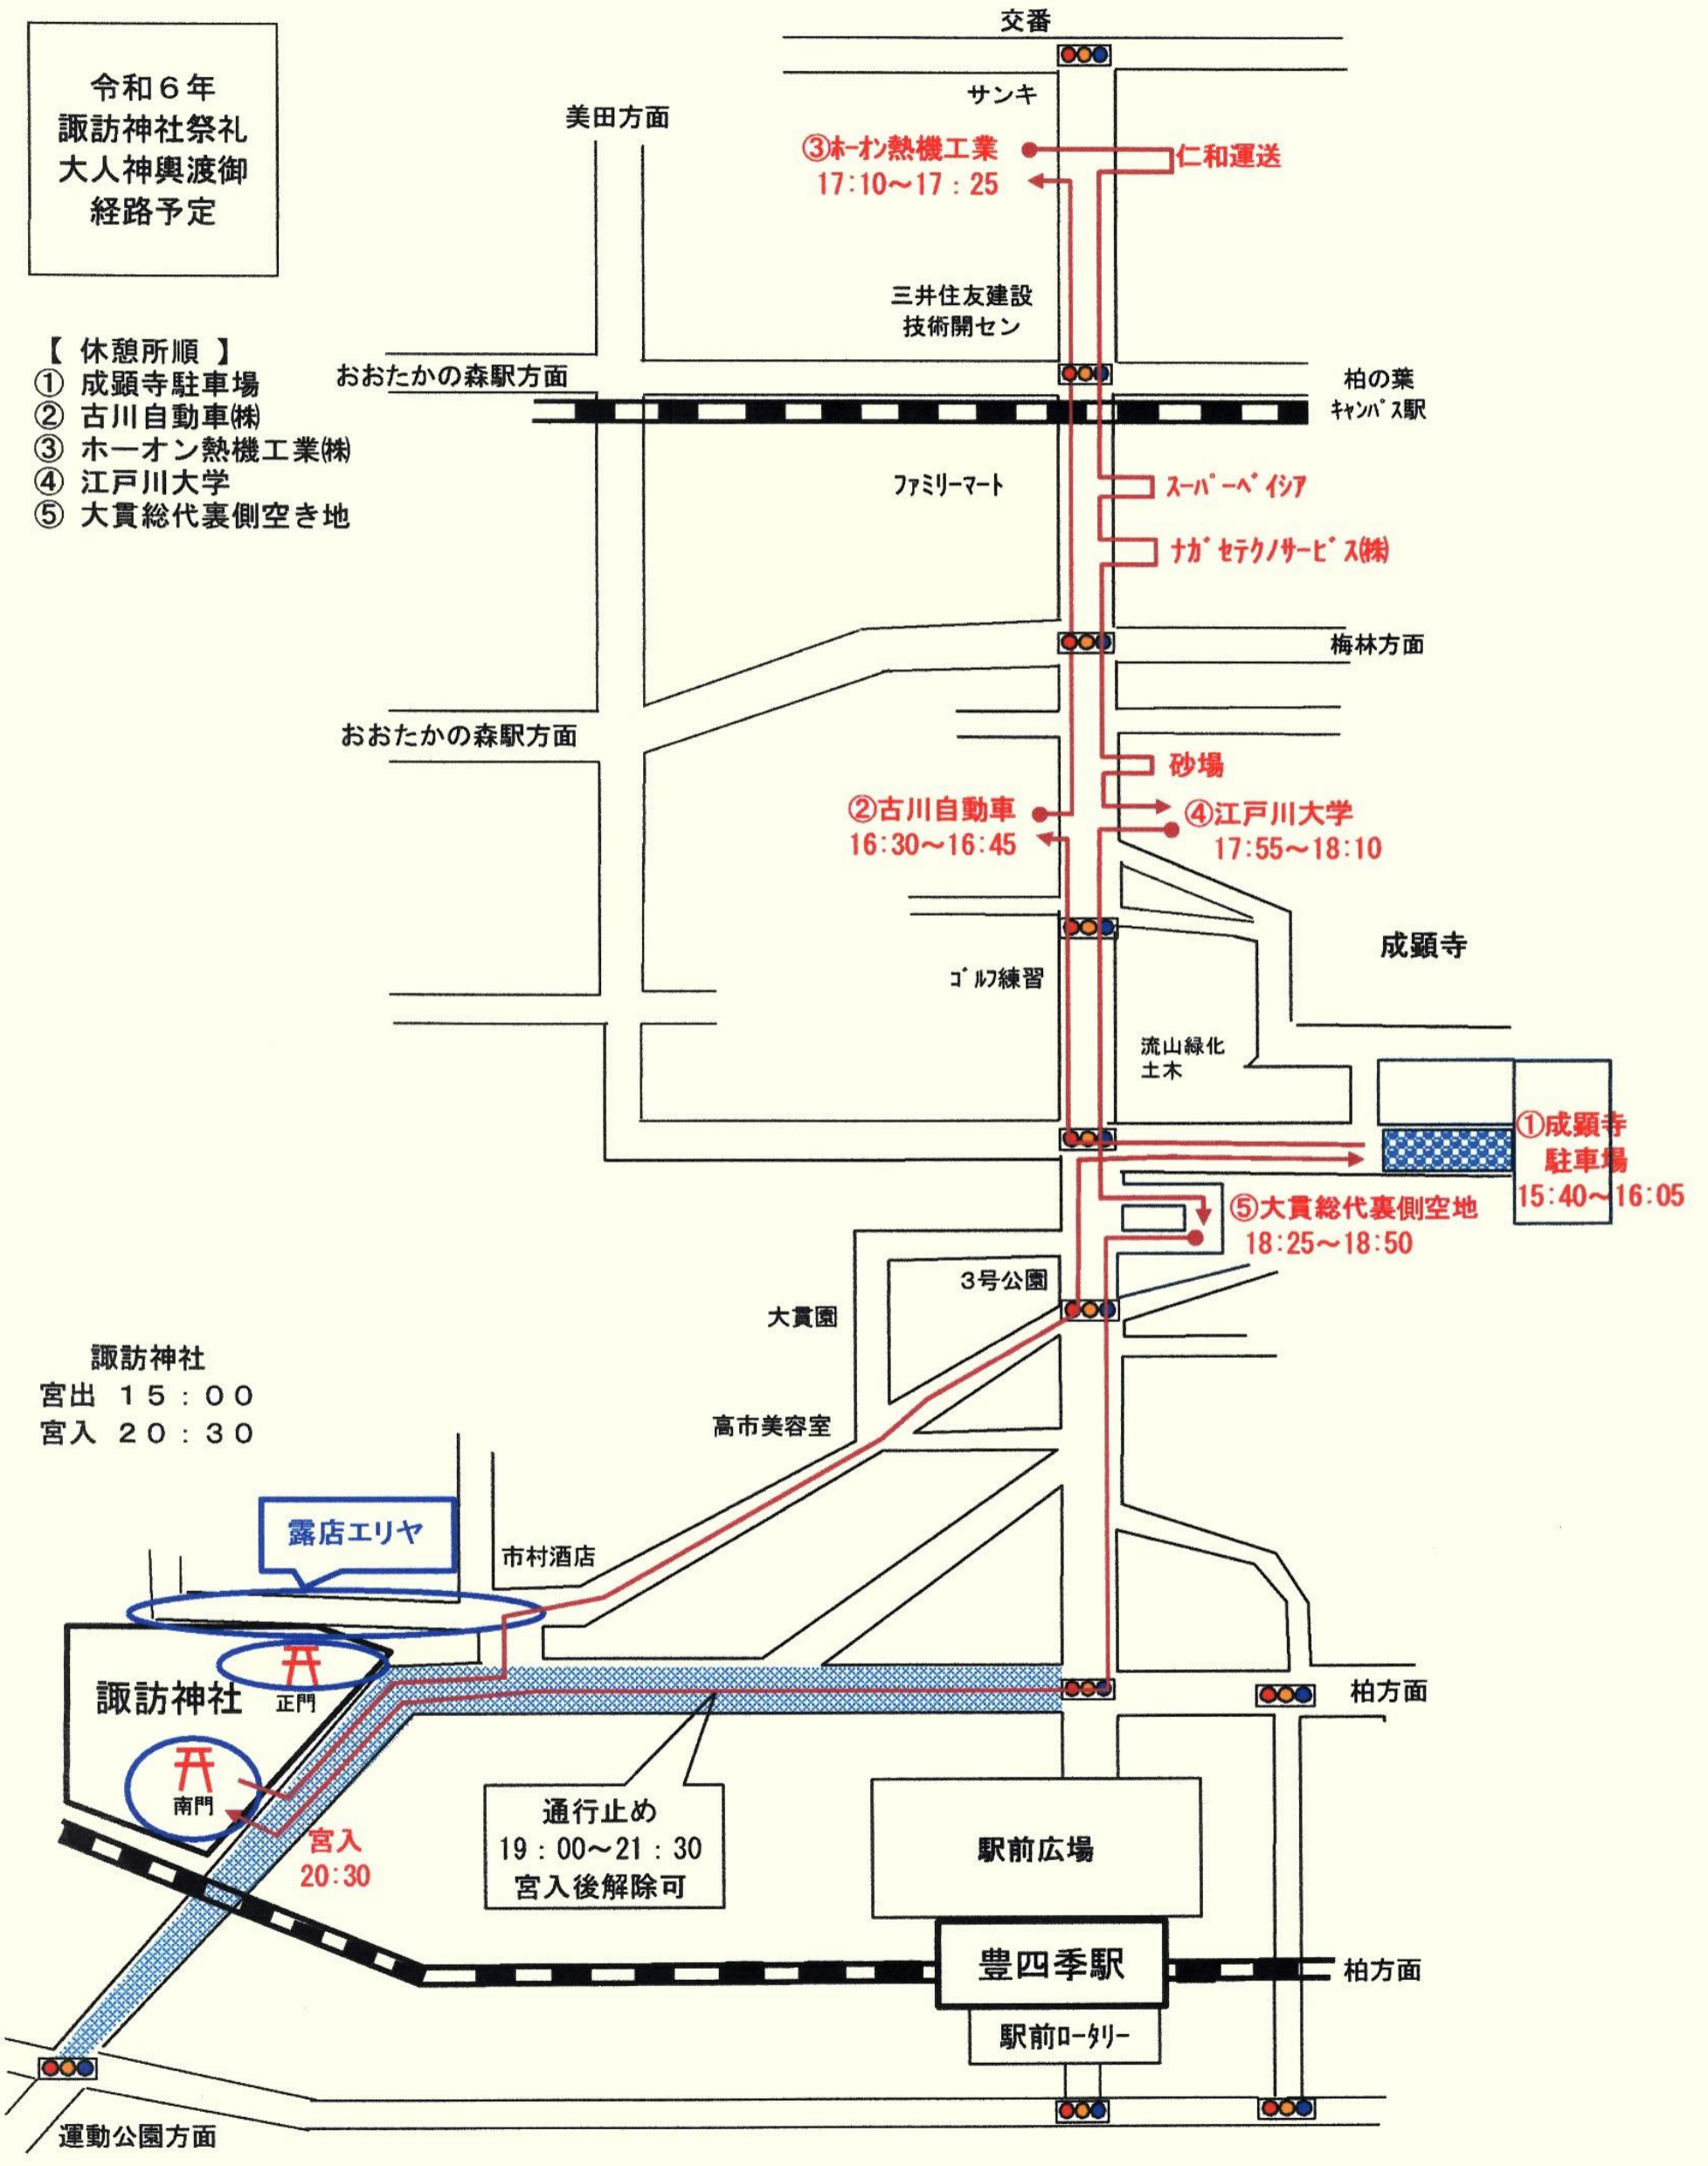 令和６年
諏訪神社祭礼
大人神輿渡御
経路予定
【 休憩所順 】
① 成顕寺駐車場
② 古川自動車㈱
③ ホーオン熱機工業㈱
④ 江戸川大学
⑤ 大貫総代裏側空き地
交番
サンキ
美田方面
③ﾎｰｵﾝ熱機工業
17:10～17：25
仁和運送
三井住友建設
技術開セン
おおたかの森駅方面
柏の葉
ｷｬﾝﾊﾟｽ駅
ﾌｧﾐﾘｰﾏｰﾄ
ｽｰﾊﾟｰﾍﾞｲｼｱ
ﾅｶﾞｾﾃｸﾉｻｰﾋﾞｽ㈱
梅林方面
おおたかの森駅方面
砂場
②古川自動車
16:30～16:45
④江戸川大学
17:55～18:10
成顕寺
ｺﾞﾙﾌ練習
流山緑化
土木
①成顕寺
駐車場
15:40～16:05
⑤大貫総代裏側空地
18:25～18:50
３号公園
大貫園
諏訪神社
宮出 １５：００
宮入 ２０：３０
高市美容室
露店エリヤ
市村酒店
諏訪神社
正門
南門
柏方面
宮入
20:30
通行止め
19：00～21：30
宮入後解除可
駅前広場
豊四季駅
柏方面
駅前ﾛｰﾀﾘｰ
運動公園方面